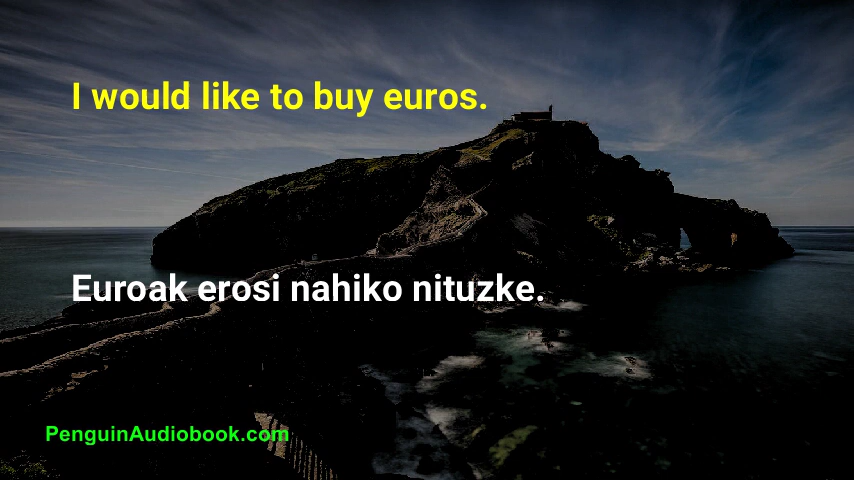 I would like to buy euros.
Euroak erosi nahiko nituzke.
PenguinAudiobook.com